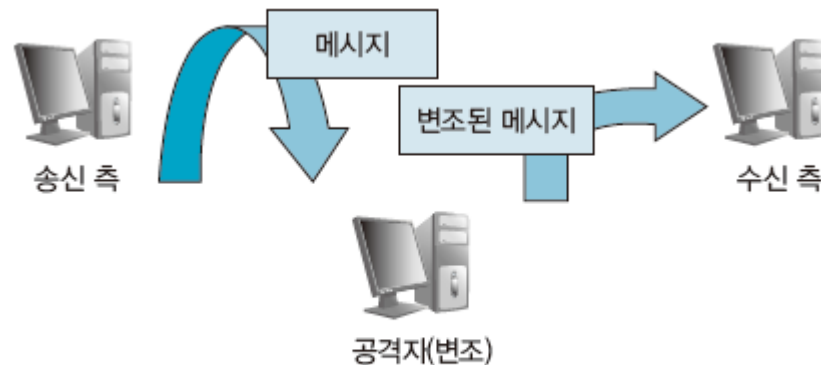 메시지
변조된 메시지
송신 측
수신 측
공격자(변조)